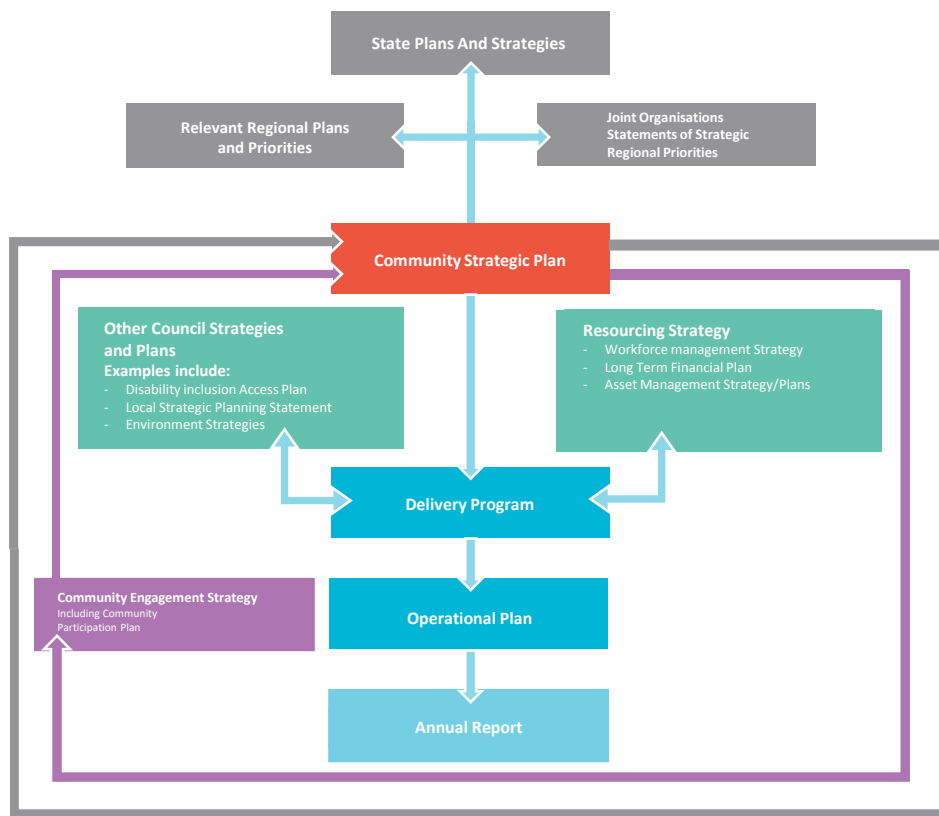 State Plans And Strategies
Relevant Regional Plans
and Priorities
Joint Organisations
Statements of Strategic
Regional Priorities
Community Strategic Plan
Other Council Strategies
and Plans
Examples include:
- Disability inclusion Access Plan
- Local Strategic Planning Statement
- Environment Strategies
Resourcing Strategy
- Workforce management Strategy
- Long Term Financial Plan
- Asset Management Strategy/Plans
Delivery Program
Community Engagement Strategy
Including Community
Participation Plan
Operational Plan
Annual Report